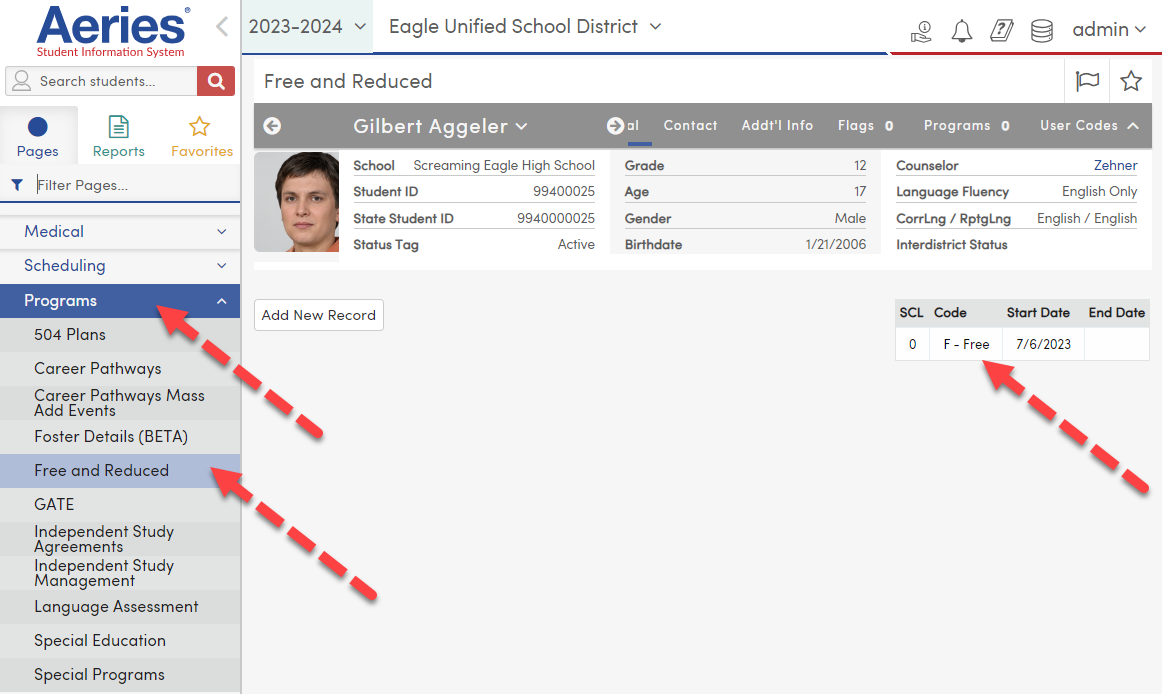 Aeries®
Student Information System
2023-2024
Eagle Unified School District
admin
Search students...
Pages
Reports
Favorites
Filter Pages...
Medical
Scheduling
Programs
504 Plans
Career Pathways
Career Pathways Mass
Add Events
Foster Details (BETA)
Free and Reduced
GATE
Independent Study
Agreements
Independent Study
Management
Language Assessment
Special Education
Special Programs
Free and Reduced
Gilbert Aggeler
al Contact Addt'l Info Flags 0 Programs 0 User Codes
School Screaming Eagle High School
Student ID 99400025
State Student ID 9940000025
Status Tag Active
Grade 12
Age 17
Gender Male
Birthdate 1/21/2006
Counselor Zehner
Language Fluency English Only
CorrLng / RptgLng English / English
Interdistrict Status
Add New Record
SCL Code Start Date End Date
0 F - Free 7/6/2023